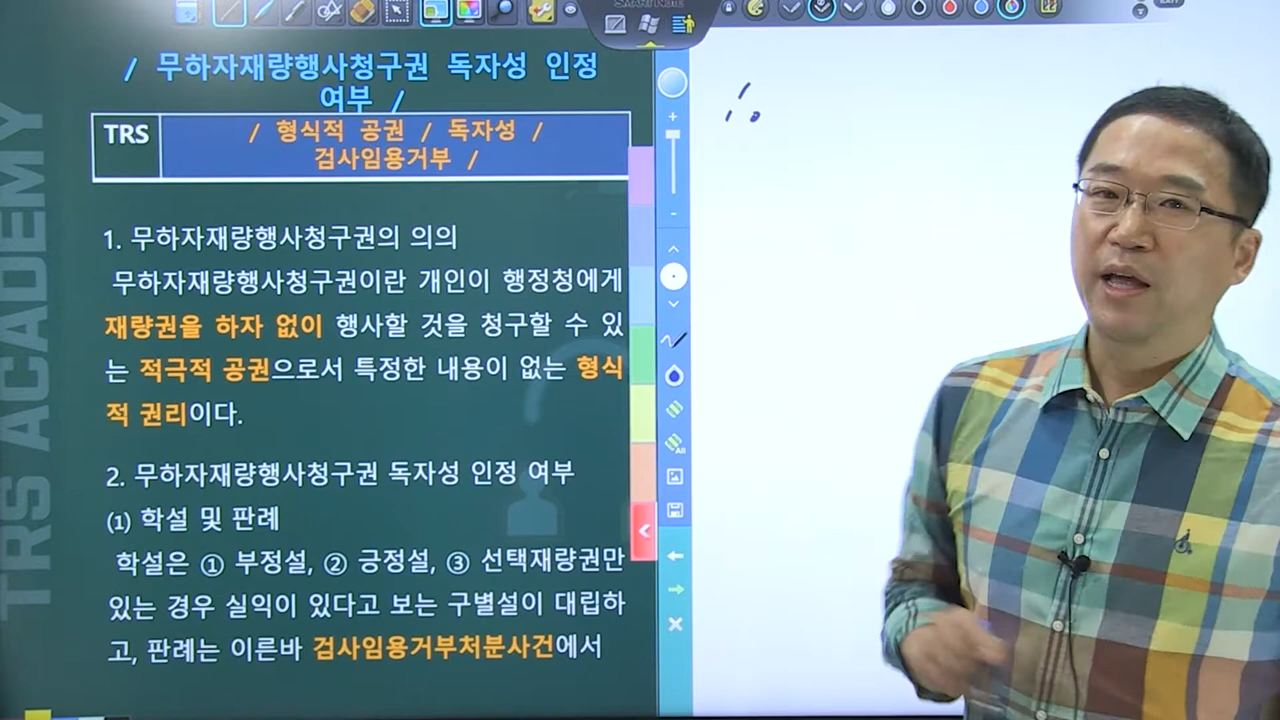 SMART NOTE
/ 무하자재량행사청구권 독자성 인정
여부 /
TRS
/ 형식적 공권 / 독자성 /
검사임용거부 /
1. 무하자재량행사청구권의 의의
무하자재량행사청구권이란 개인이 행정청에게
재량권을 하자 없이 행사할 것을 청구할 수 있
는 적극적 공권으로서 특정한 내용이 없는 형식
적 권리이다.
2. 무하자재량행사청구권 독자성 인정 여부
(1) 학설 및 판례
학설은 ① 부정설, ② 긍정설, ③ 선택재량권만
있는 경우 실익이 있다고 보는 구별설이 대립하
고, 판례는 이른바 검사임용거부처분사건에서
TRS ACADEMY
All